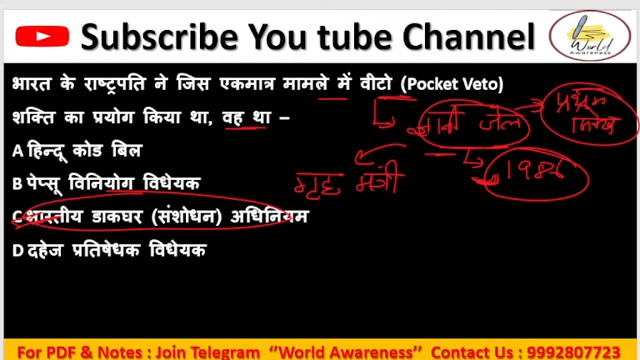 Subscribe You tube Channel
World
Awareness
भारत के राष्ट्रपति ने जिस एकमात्र मामले में वीटो (Pocket Veto)
शक्ति का प्रयोग किया था, वह था –
A हिन्दू कोड बिल
B पेप्सू विनियोग विधेयक
C भारतीय डाकघर (संशोधन) अधिनियम
D दहेज प्रतिषेधक विधेयक
जैल
गृह मंत्री
1986
For PDF & Notes : Join Telegram ‘‘World Awareness’’ Contact Us : 9992807723